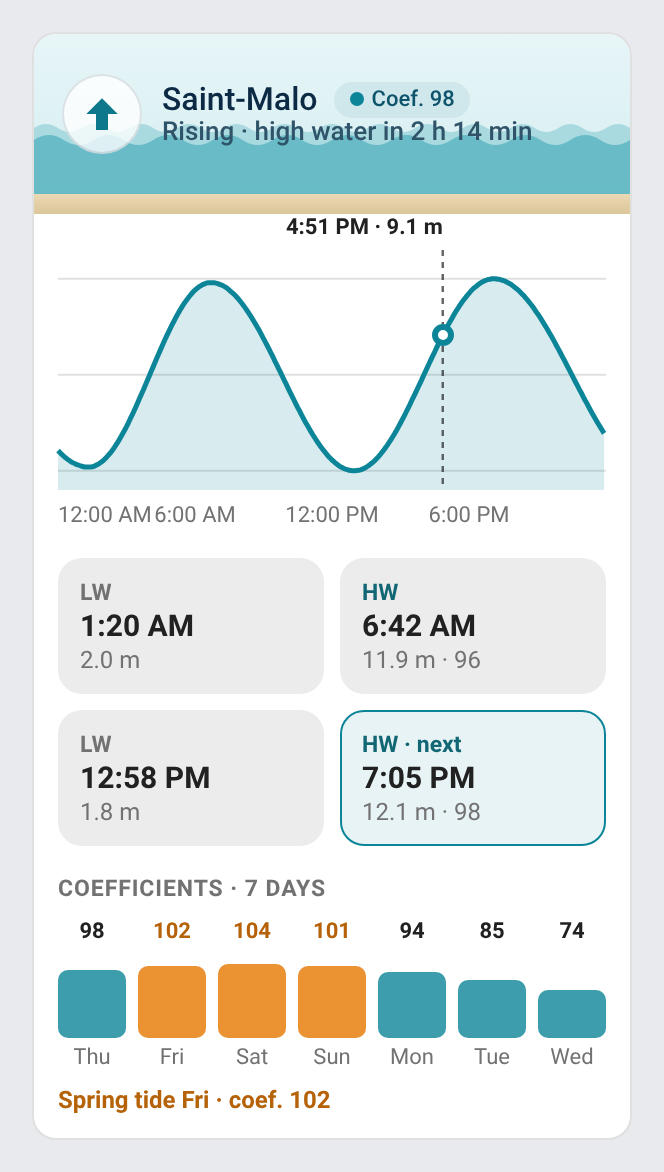 Saint-Malo
Coef. 98
Rising · high water in 2 h 14 min
4:51 PM · 9.1 m
12:00 AM 6:00 AM 12:00 PM 6:00 PM
LW
1:20 AM
2.0 m
HW
6:42 AM
11.9 m · 96
LW
12:58 PM
1.8 m
HW · next
7:05 PM
12.1 m · 98
COEFFICIENTS · 7 DAYS
98 102 104 101 94 85 74
Thu Fri Sat Sun Mon Tue Wed
Spring tide Fri · coef. 102